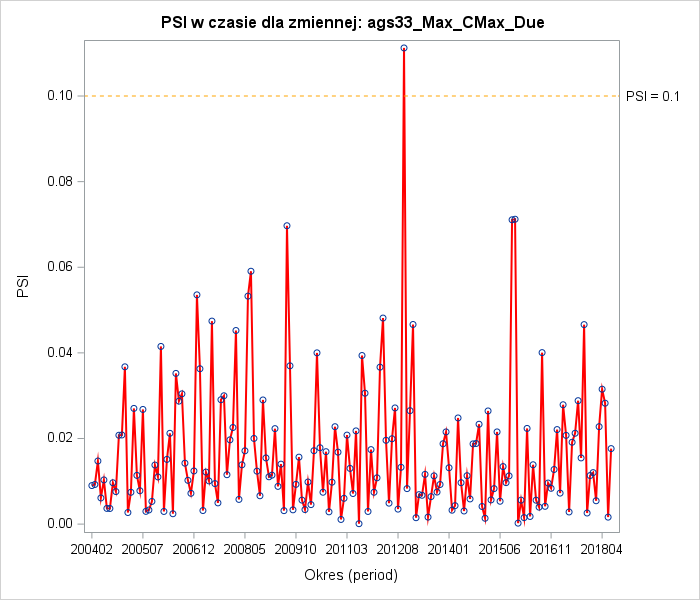 PSI w czasie dla zmiennej: ags33_Max_CMax_Due
0.10
PSI = 0.1
0.08
0.06
PSI
0.04
0.02
0.00
200402 200507 200612 200805 200910 201103 201208 201401 201506 201611 201804
Okres (period)